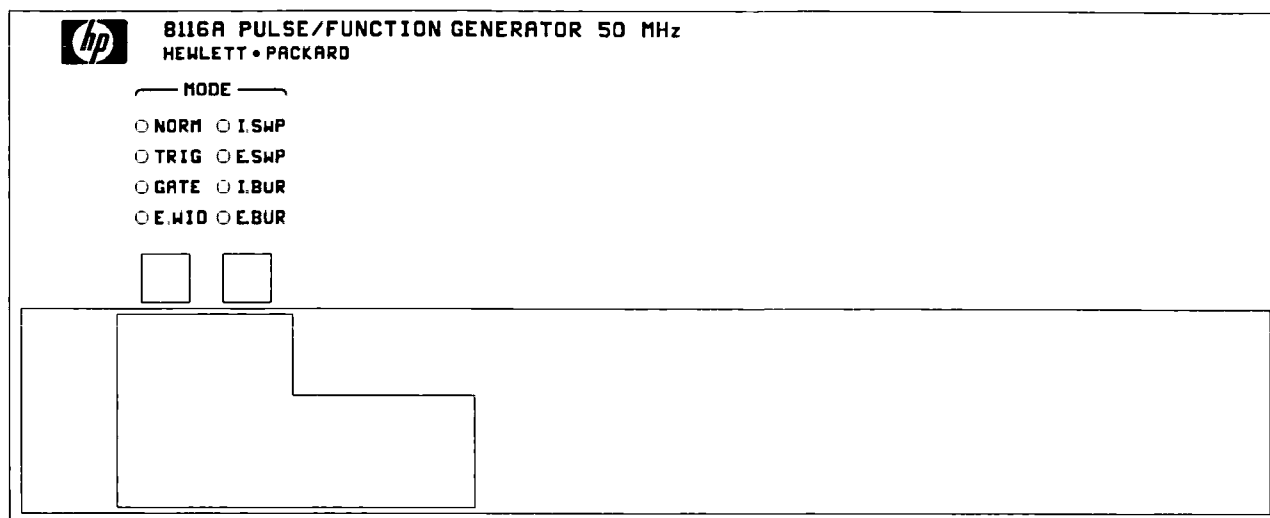 hp 8116A PULSE/FUNCTION GENERATOR 50 MHz
HEWLETT • PACKARD
MODE
NORM I.SWP
TRIG E.SWP
GATE I.BUR
E.WID E.BUR